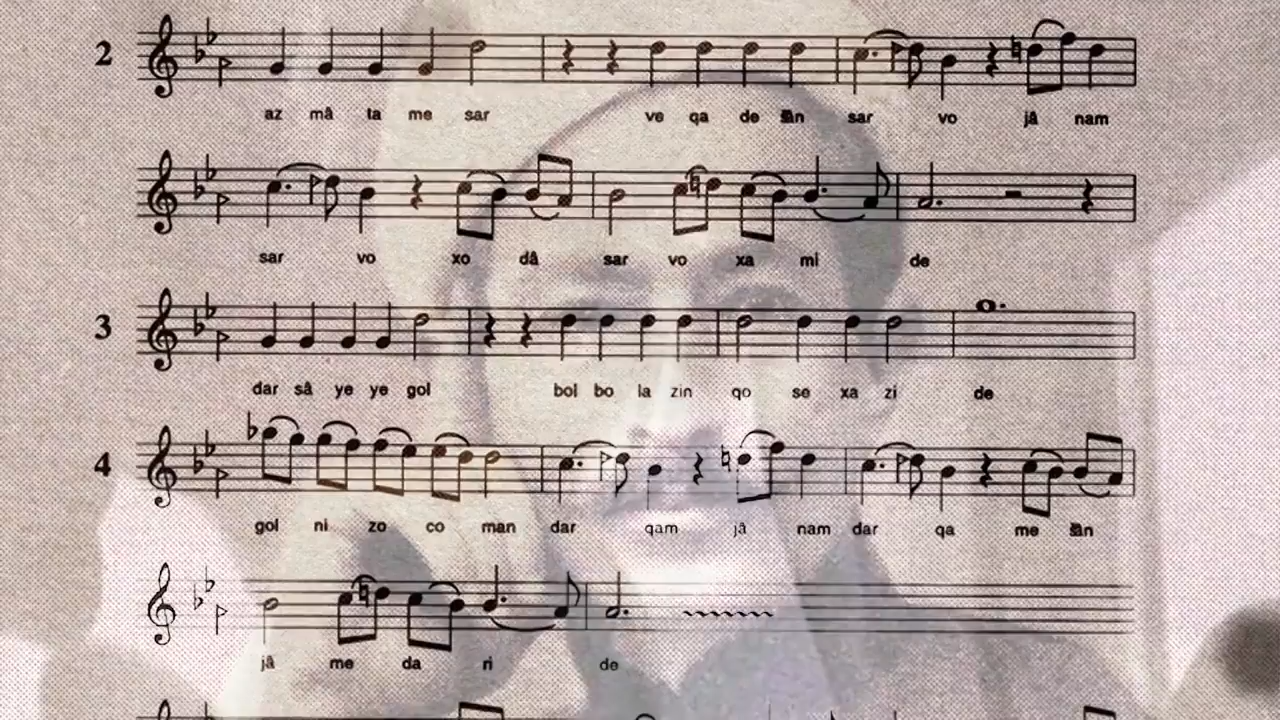 2
az mâ la me sar ve qa de šân sar vo jâ nam
sar vo xo dâ sar vo xa mi de
3
dar sâ ye ye gol bol bo la zin qo se xa zi de
4
gol ni zo co man dar qam jâ nam dar qa me šân
jâ me da ri de